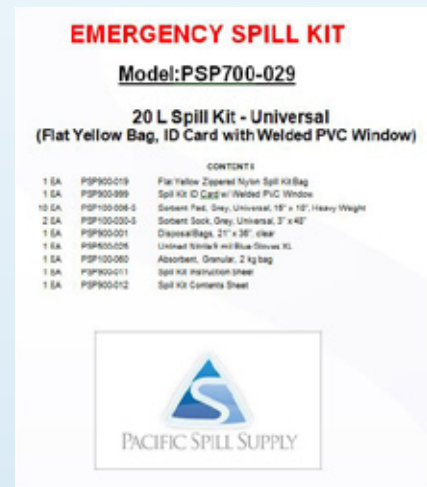 EMERGENCY SPILL KIT
Model:PSP700-029
20 L Spill Kit - Universal
(Flat Yellow Bag, ID Card with Welded PVC Window)
CONTENTS
1 EA PSP900-019 Flat Yellow Zippered Nylon Spill Kit Bag
1 EA PSP900-999 Spill Kit ID Card w/ Welded PVC Window
10 EA PSP100-006-S Sorbent Pad, Grey, Universal, 15" x 18", Heavy Weight
2 EA PSP100-030-S Sorbent Sock, Grey, Universal, 3" x 48"
1 EA PSP900-001 Disposal Bags, 21" x 36", clear
1 EA Unlined Nitrile 9 mil Blue Gloves XL
1 EA PSP100-060 Absorbent, Granular, 2 kg bag
1 EA PSP900-011 Spill Kit Instruction Sheet
1 EA PSP900-012 Spill Kit Contents Sheet
S
PACIFIC SPILL SUPPLY